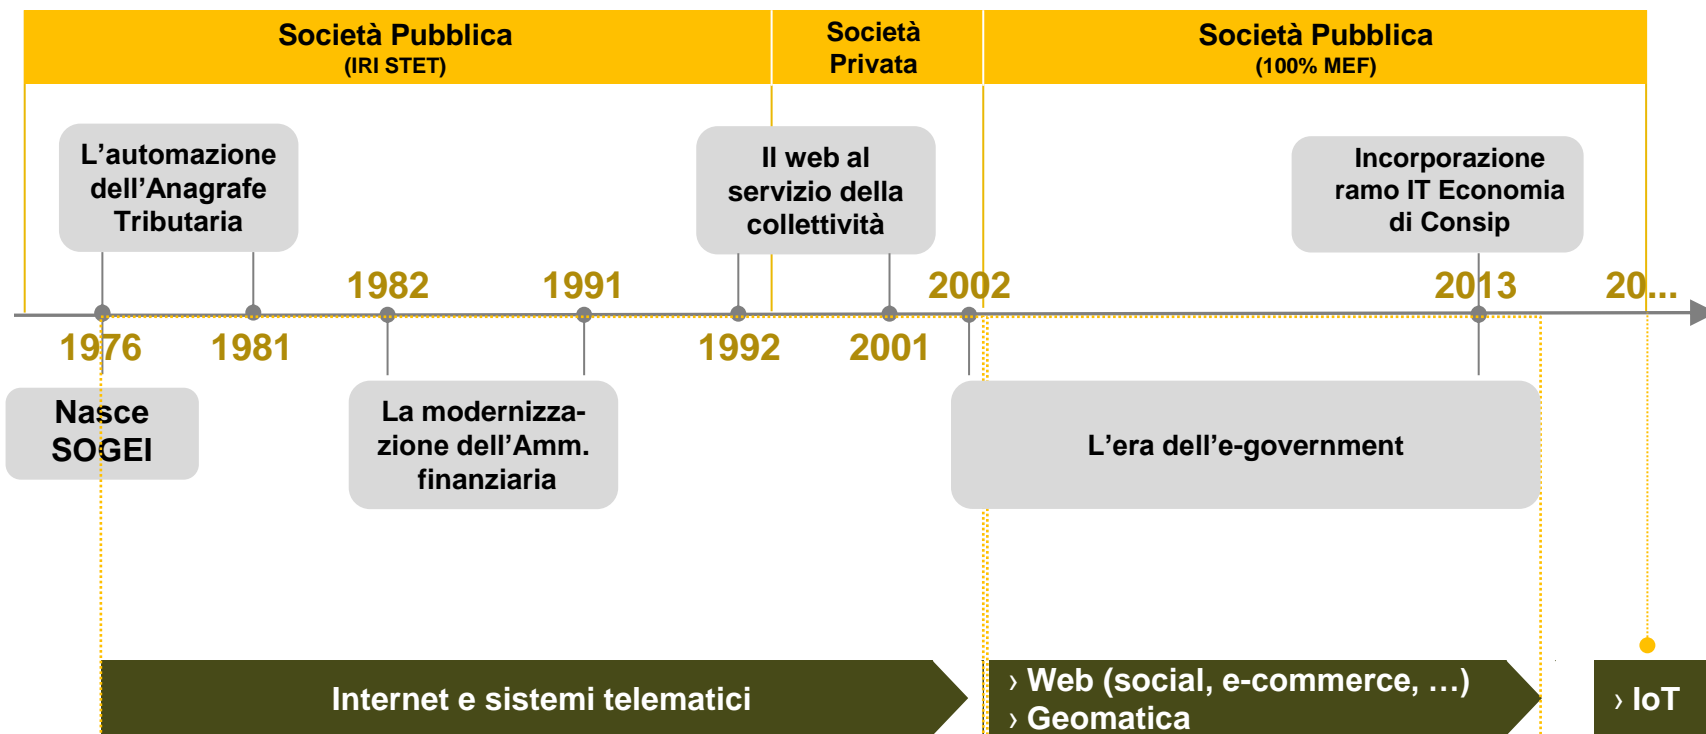 Società Pubblica
(IRI STET)
Società
Privata
Società Pubblica
(100% MEF)
L’automazione
dell’Anagrafe
Tributaria
Il web al
servizio della
collettività
Incorporazione
ramo IT Economia
di Consip
1982
1991
2002
2013
20...
1976
1981
1992
2001
Nasce
SOGEI
La modernizza-
zione dell’Amm.
finanziaria
L’era dell’e-government
Internet e sistemi telematici
› Web (social, e-commerce, …)
› Geomatica
› IoT